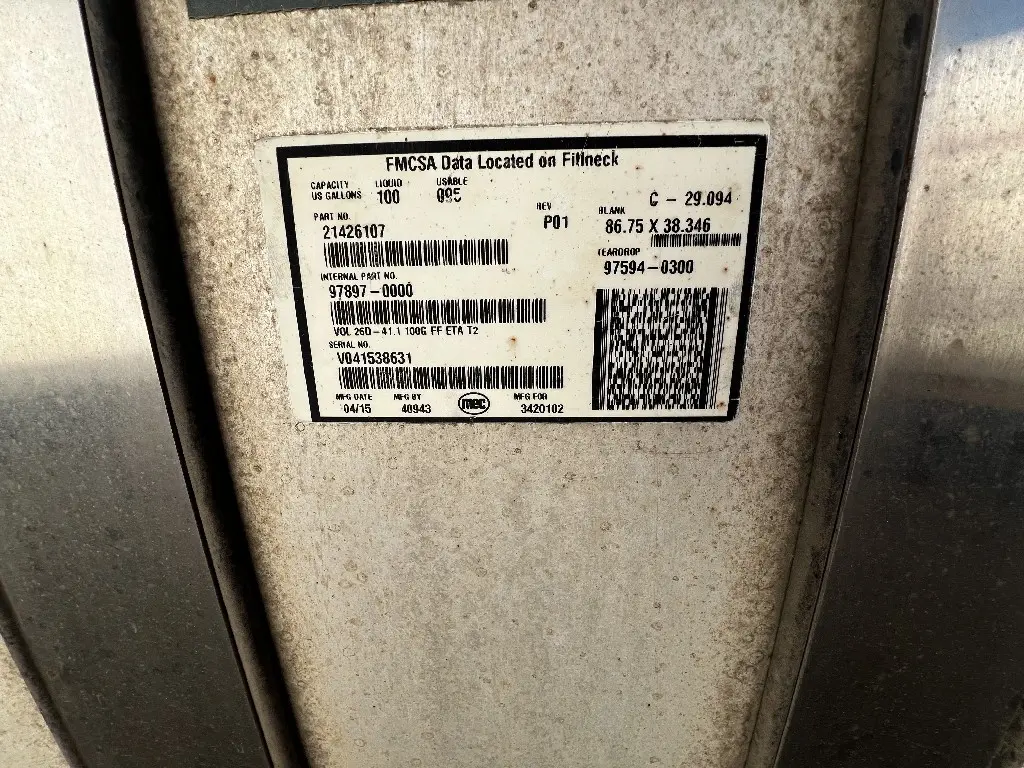 FMCSA Data Located on Fillneck
CAPACITY LIQUID USABLE
US GALLONS 100 095
C - 29.094
PART NO. REV BLANK
21426107 P01 86.75 X 38.346
TEARDROP
97594-0300
INTERNAL PART NO.
97897-0000
VOL 26D-41.1 100G FF ETA T2
SERIAL NO.
V041538631
MFG DATE MFG BY mec MFG FOR
04/15 40943 3420102